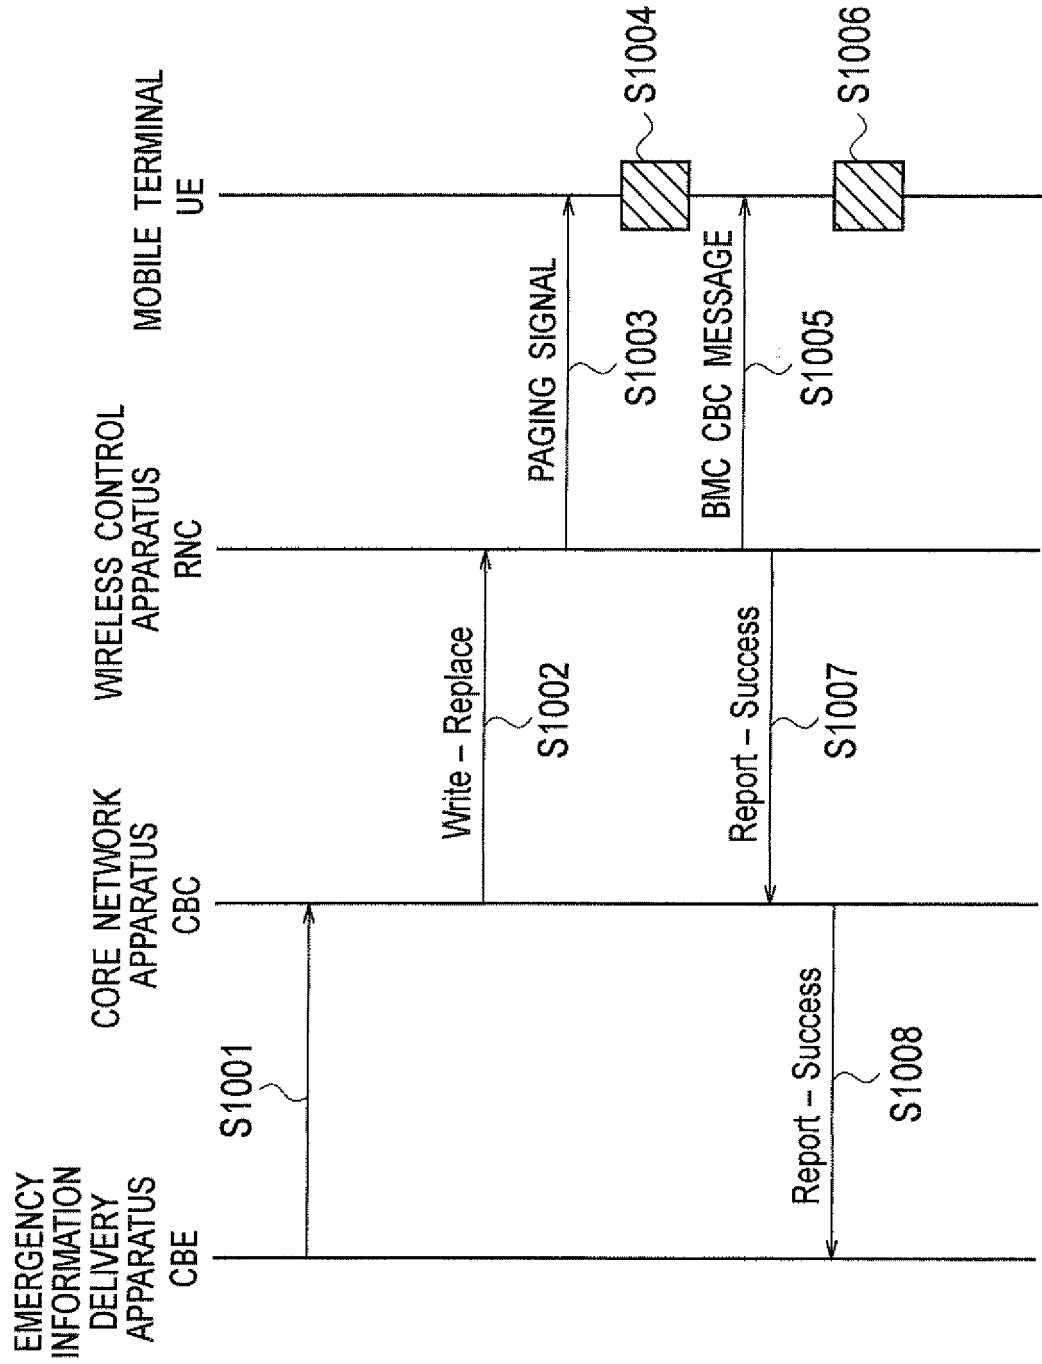 EMERGENCY
INFORMATION
DELIVERY
APPARATUS
CBE
CORE NETWORK
APPARATUS
CBC
WIRELESS CONTROL
APPARATUS
RNC
MOBILE TERMINAL
UE
S1001
Write – Replace
S1002
PAGING SIGNAL
S1003
S1004
BMC CBC MESSAGE
S1005
S1006
Report – Success
S1007
Report – Success
S1008